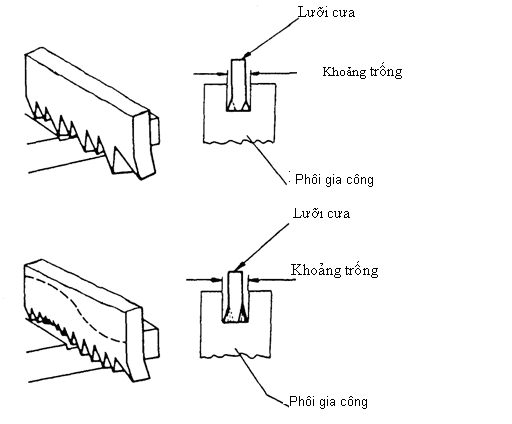 Lưỡi cưa
Khoảng trống
Phôi gia công
Lưỡi cưa
Khoảng trống
Phôi gia công